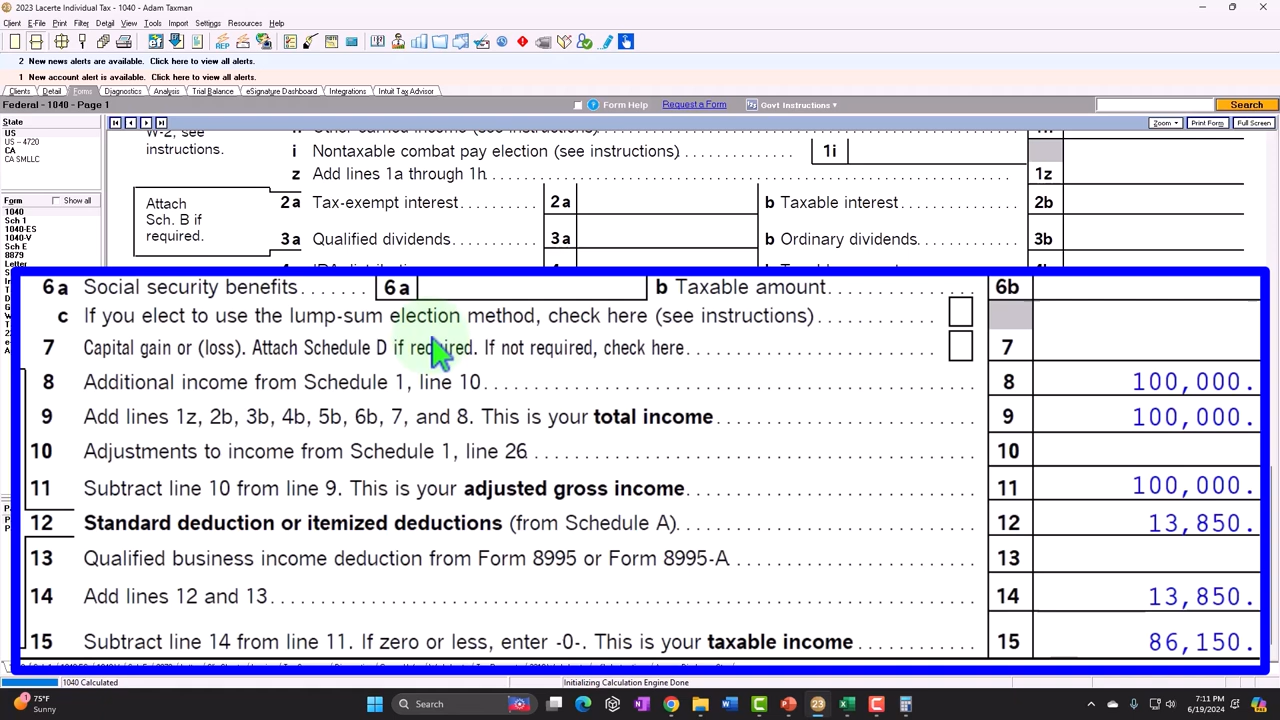 2023 Lacerte Individual Tax - 1040 - Adam Taxman
Client E-File Print Filter Detail View Tools Import Settings Resources Help
REP
2 New news alerts are available. Click here to view all alerts.
1 New account alert is available. Click here to view all alerts.
Clients Detail Forms Diagnostics Analysis Trial Balance eSignature Dashboard Integrations Intuit Tax Advisor
Federal - 1040 - Page 1 Form Help Request a Form Govt Instructions Search
State
Zoom Print Form Full Screen
US
US - 4720
CA
CA SMLLC
Form Show all
1040
Sch 1
1040-ES
1040-V
Sch E
8879
Letter
W-2, see
instructions.
i Nontaxable combat pay election (see instructions) 1i
z Add lines 1a through 1h 1z
Attach
Sch. B if
required.
2a Tax-exempt interest 2a b Taxable interest 2b
3a Qualified dividends 3a b Ordinary dividends 3b
6a Social security benefits 6a b Taxable amount 6b
c If you elect to use the lump-sum election method, check here (see instructions)
7 Capital gain or (loss). Attach Schedule D if required. If not required, check here 7
8 Additional income from Schedule 1, line 10 8 100,000.
9 Add lines 1z, 2b, 3b, 4b, 5b, 6b, 7, and 8. This is your total income 9 100,000.
10 Adjustments to income from Schedule 1, line 26 10
11 Subtract line 10 from line 9. This is your adjusted gross income 11 100,000.
12 Standard deduction or itemized deductions (from Schedule A) 12 13,850.
13 Qualified business income deduction from Form 8995 or Form 8995-A 13
14 Add lines 12 and 13 14 13,850.
15 Subtract line 14 from line 11. If zero or less, enter -0-. This is your taxable income 15 86,150.
1040 Calculated Initializing Calculation Engine Done
75°F
Sunny
Search
23
7:11 PM
6/19/2024